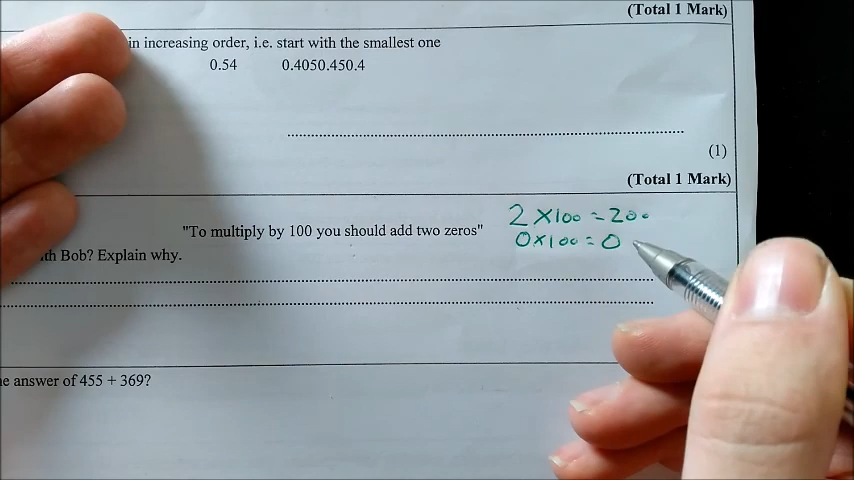 (Total 1 Mark)
in increasing order, i.e. start with the smallest one
0.54 0.4050.450.4
(1)
(Total 1 Mark)
"To multiply by 100 you should add two zeros"
2 × 100 = 200
0 × 100 = 0
Bob? Explain why.
answer of 455 + 369?